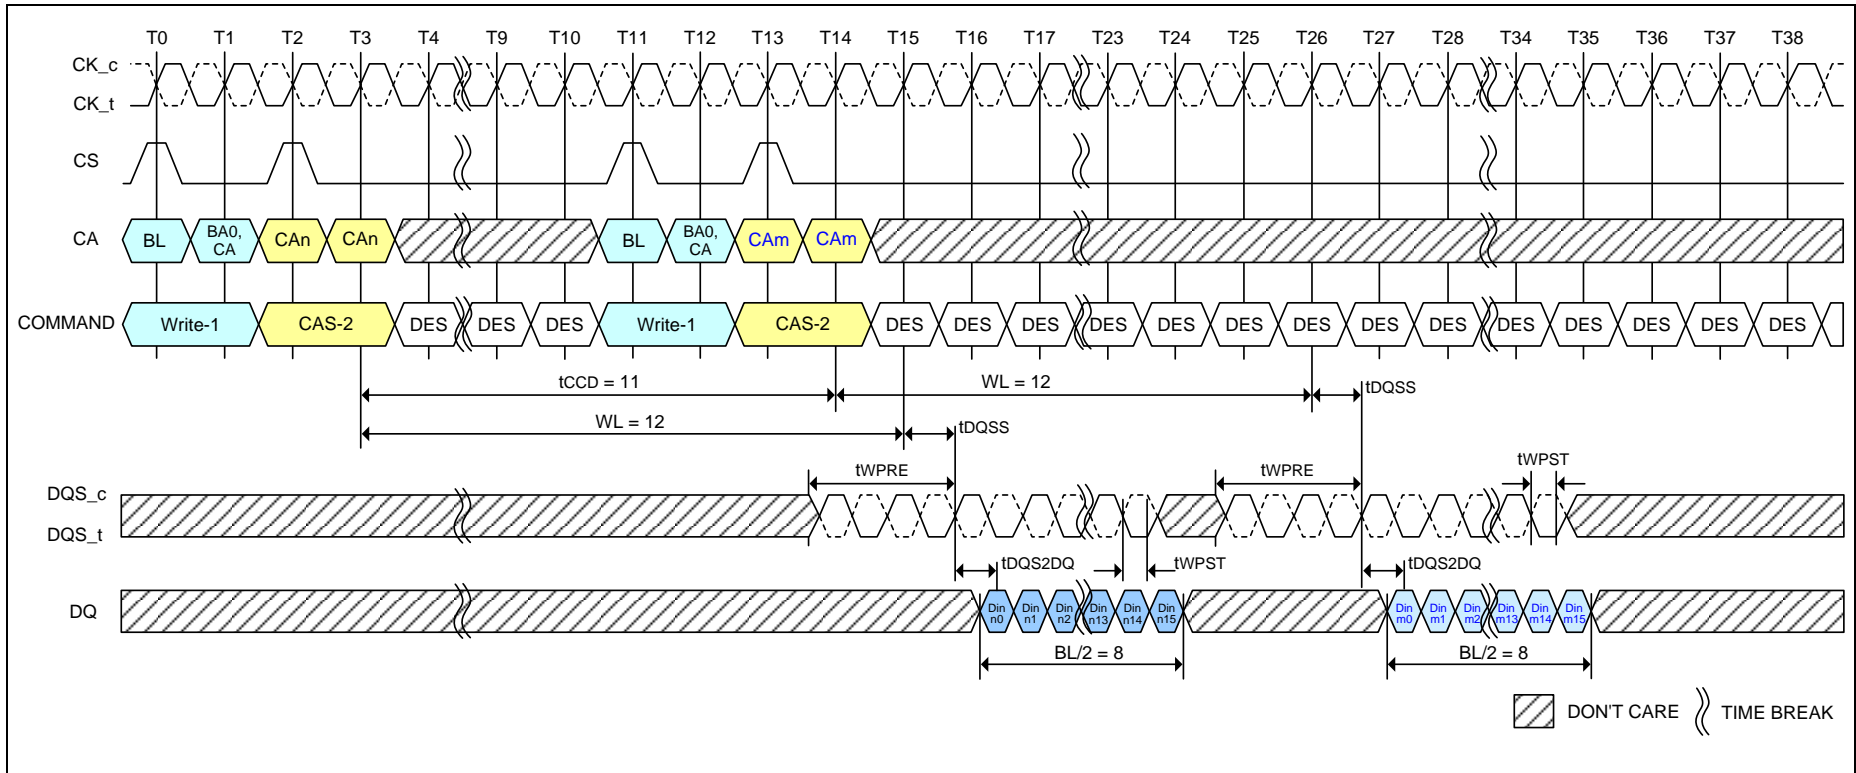 T0 T1 T2 T3 T4 T9 T10 T11 T12 T13 T14 T15 T16 T17 T23 T24 T25 T26 T27 T28 T34 T35 T36 T37 T38
CK_c
CK_t
CS
CA BL BA0, CA CAn CAn BL BA0, CA CAm CAm
COMMAND Write-1 CAS-2 DES DES DES Write-1 CAS-2 DES DES DES DES DES DES DES DES DES DES DES DES DES DES
tCCD = 11 WL = 12 tDQSS
WL = 12 tDQSS
tWPRE tWPRE tWPST
DQS_c
DQS_t
tDQS2DQ tWPST tDQS2DQ
DQ Din n0 Din n1 Din n2 Din n13 Din n14 Din n15 Din m0 Din m1 Din m2 Din m13 Din m14 Din m15
BL/2 = 8 BL/2 = 8
DON'T CARE TIME BREAK